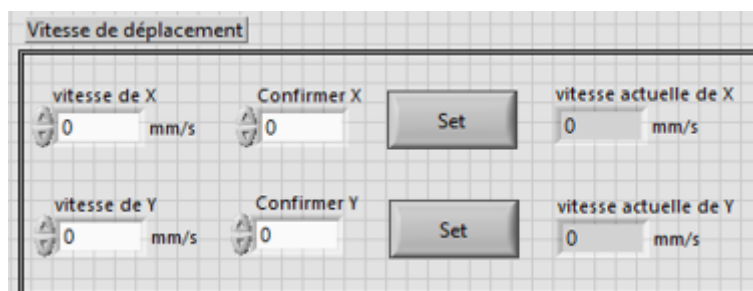 Vitesse de déplacement
vitesse de X Confirmer X vitesse actuelle de X
0 mm/s 0 Set 0 mm/s
vitesse de Y Confirmer Y vitesse actuelle de Y
0 mm/s 0 Set 0 mm/s